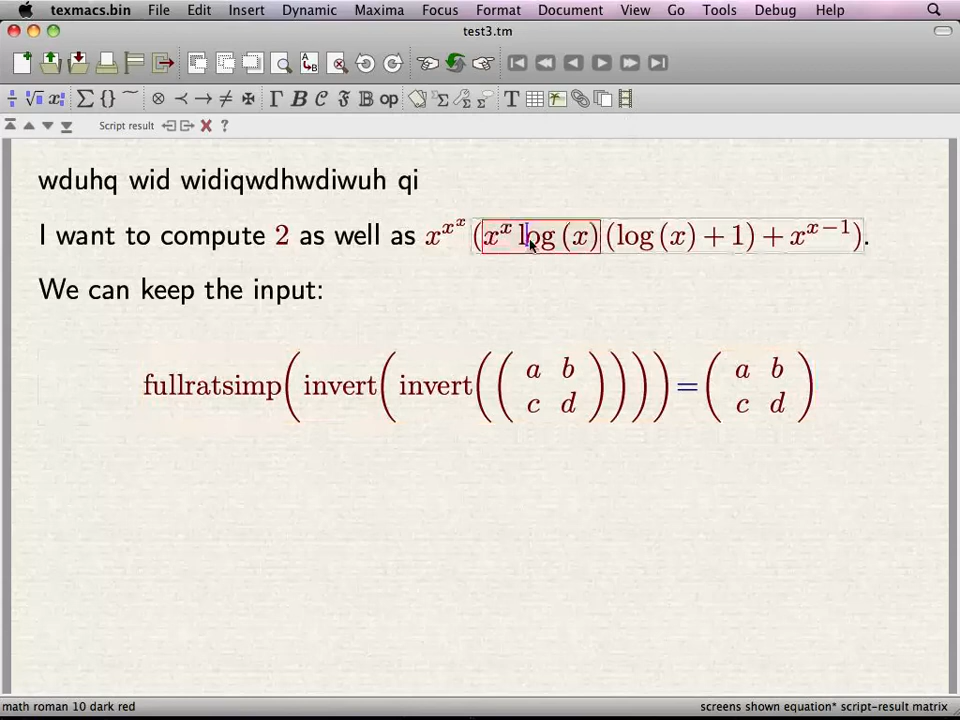 texmacs.bin File Edit Insert Dynamic Maxima Focus Format Document View Go Tools Debug Help
test3.tm
Script result ?
wduhq wid widiqwdhwdiwuh qi
I want to compute 2 as well as x^{x^x} (x^x log (x) (log (x) + 1) + x^{x−1}).
We can keep the input:
fullratsimp(invert(invert(( a b c d )))) = ( a b c d )
math roman 10 dark red screens shown equation* script-result matrix